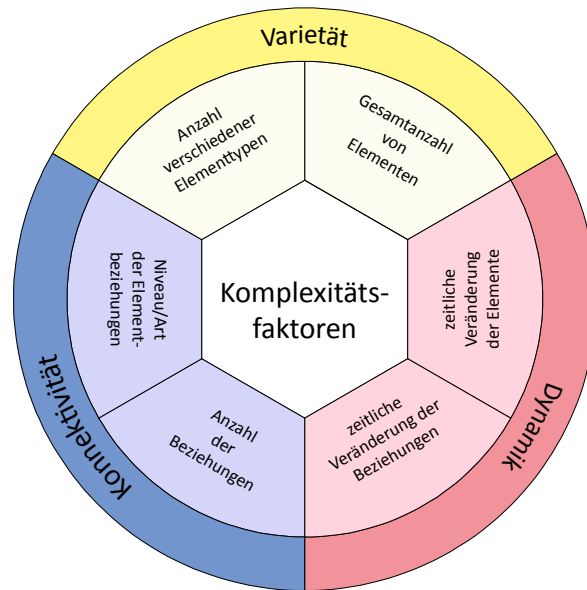 Varietät
Anzahl
verschiedener
Elementtypen
Gesamtanzahl
von
Elementen
Niveau/Art
der Element-
beziehungen
Komplexitäts-
faktoren
zeitliche
Veränderung
der Elemente
Anzahl
der
Beziehungen
zeitliche
Veränderung der
Beziehungen
Konnektivität
Dynamik